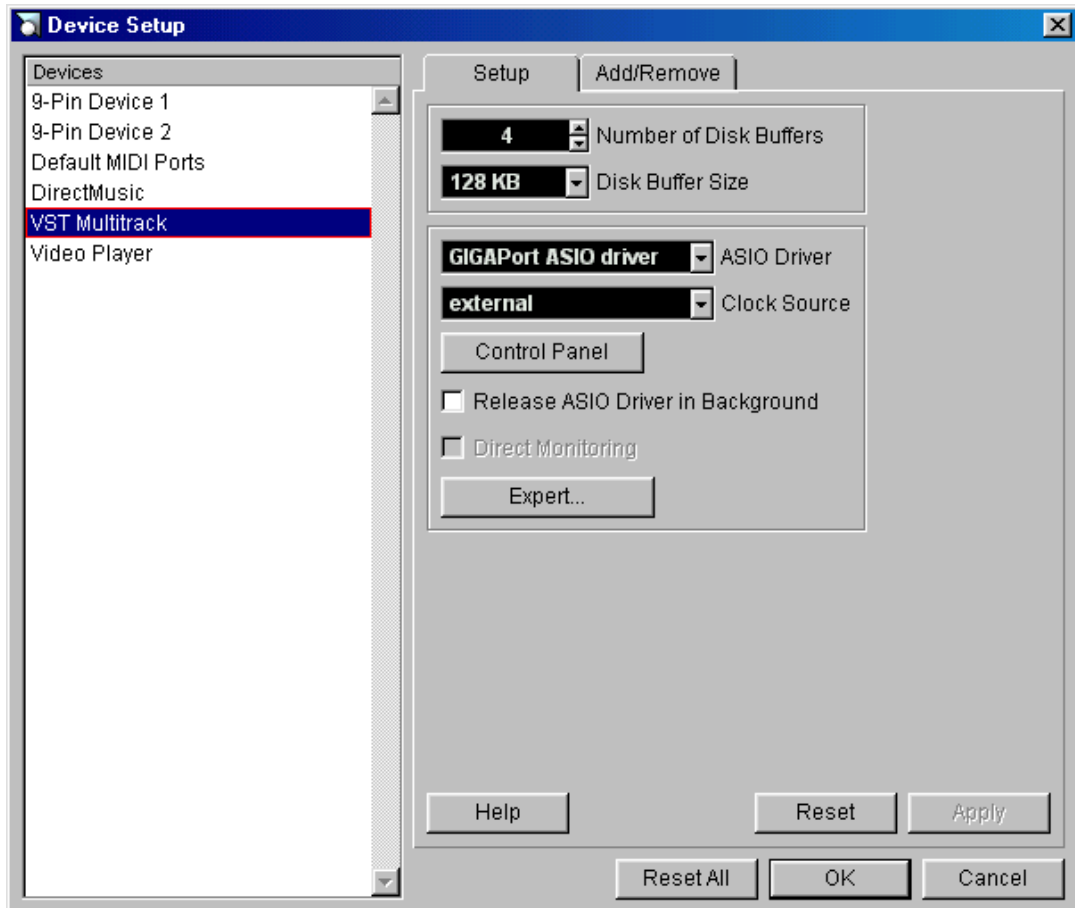 Device Setup
Devices
9-Pin Device 1
9-Pin Device 2
Default MIDI Ports
DirectMusic
VST Multitrack
Video Player
Setup
Add/Remove
4 Number of Disk Buffers
128 KB Disk Buffer Size
GIGAPort ASIO driver ASIO Driver
external Clock Source
Control Panel
Release ASIO Driver in Background
Direct Monitoring
Expert...
Help
Reset
Apply
Reset All
OK
Cancel